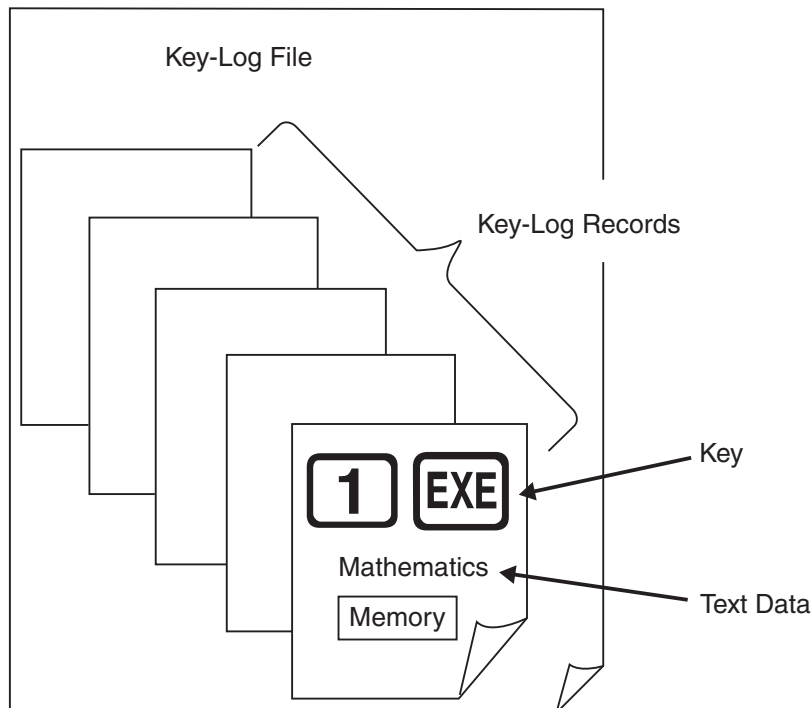 Key-Log File
Key-Log Records
1 EXE
Key
Mathematics
Memory
Text Data